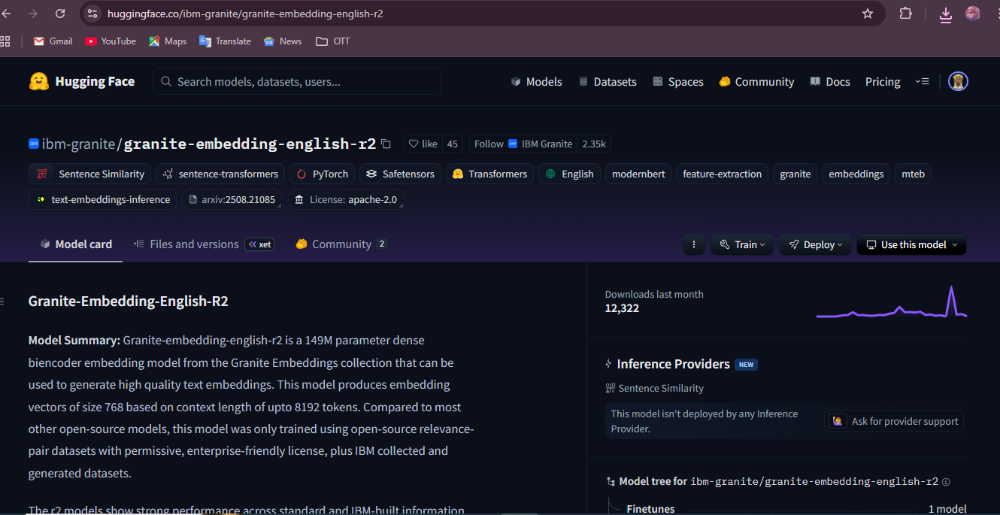 huggingface.co/ibm-granite/granite-embedding-english-r2
Gmail YouTube Maps Translate News OTT
Hugging Face Search models, datasets, users... Models Datasets Spaces Community Docs Pricing
ibm-granite/granite-embedding-english-r2 like 45 Follow IBM Granite 2.35k
Sentence Similarity sentence-transformers PyTorch Safetensors Transformers English modernbert feature-extraction granite embeddings mteb
text-embeddings-inference arxiv:2508.21085 License: apache-2.0
Model card Files and versions xet Community 2 Train Deploy Use this model
Granite-Embedding-English-R2
Model Summary: Granite-embedding-english-r2 is a 149M parameter dense
biencoder embedding model from the Granite Embeddings collection that can be
used to generate high quality text embeddings. This model produces embedding
vectors of size 768 based on context length of upto 8192 tokens. Compared to most
other open-source models, this model was only trained using open-source relevance-
pair datasets with permissive, enterprise-friendly license, plus IBM collected and
generated datasets.
The r2 models show strong performance across standard and IBM-built information
Downloads last month
12,322
Inference Providers NEW
Sentence Similarity
This model isn't deployed by any Inference
Provider.
Ask for provider support
Model tree for ibm-granite/granite-embedding-english-r2
Finetunes 1 model